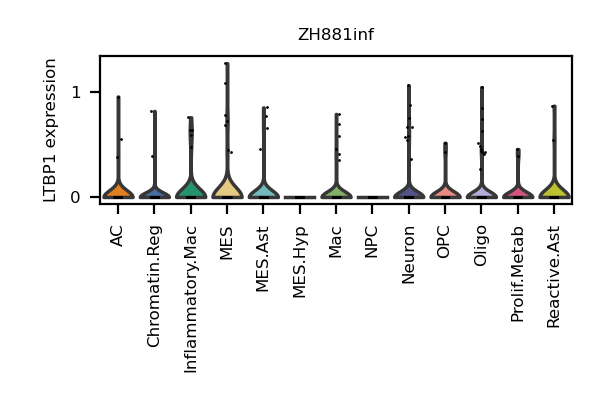 ZH881inf
LTBP1 expression
1
0
AC
Chromatin.Reg
Inflammatory.Mac
MES
MES.Ast
MES.Hyp
Mac
NPC
Neuron
OPC
Oligo
Prolif.Metab
Reactive.Ast